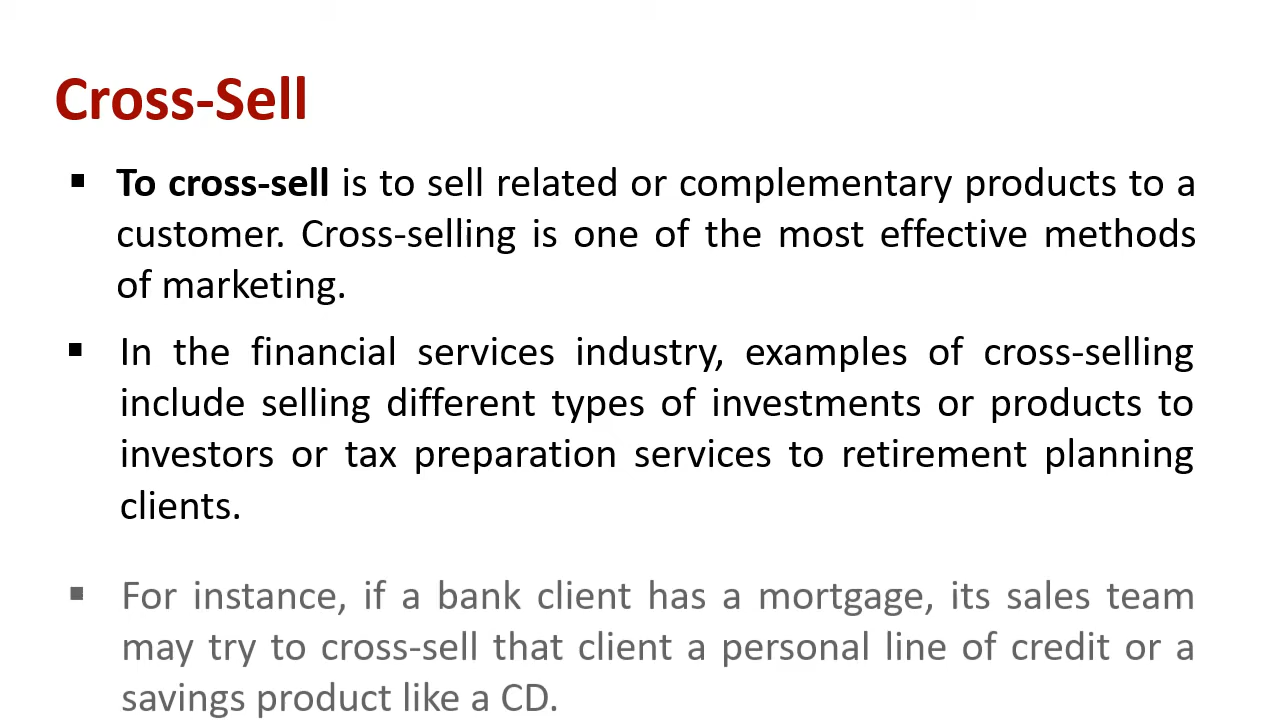 Cross-Sell
▪ To cross-sell is to sell related or complementary products to a
customer. Cross-selling is one of the most effective methods
of marketing.
▪ In the financial services industry, examples of cross-selling
include selling different types of investments or products to
investors or tax preparation services to retirement planning
clients.
▪ For instance, if a bank client has a mortgage, its sales team
may try to cross-sell that client a personal line of credit or a
savings product like a CD.